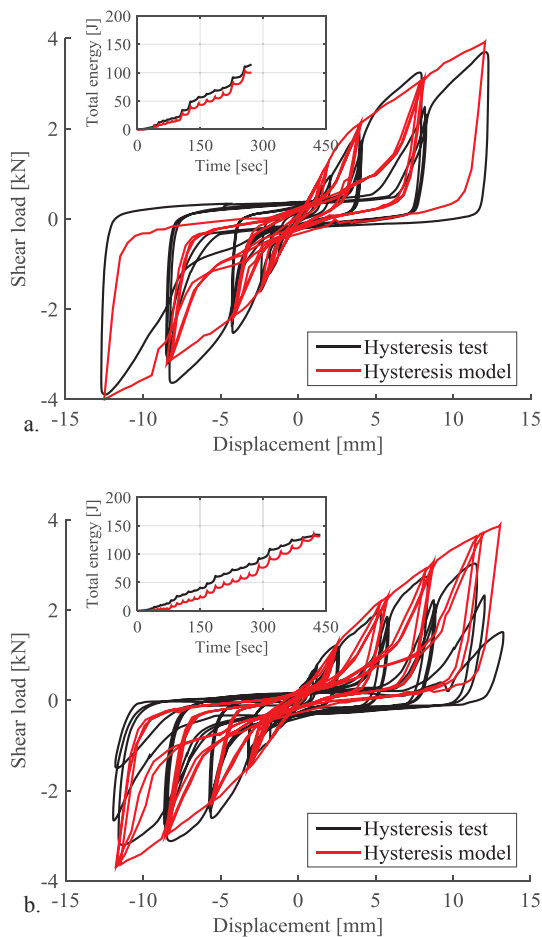 200
150
100
50
0
Total energy [J]
0 150 300 450
Time [sec]
4
2
0
-2
-4
Shear load [kN]
Hysteresis test
Hysteresis model
-15 -10 -5 0 5 10 15
a.
Displacement [mm]
200
150
100
50
0
Total energy [J]
0 150 300 450
Time [sec]
4
2
0
-2
-4
Shear load [kN]
Hysteresis test
Hysteresis model
-15 -10 -5 0 5 10 15
b.
Displacement [mm]